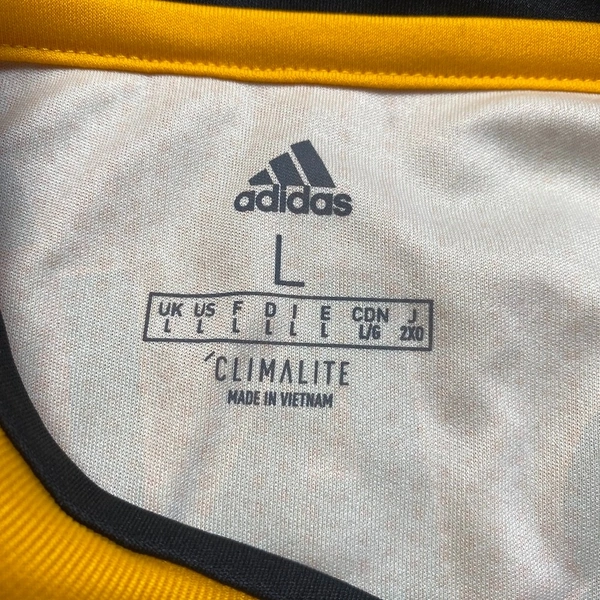 adidas
L
UK US F D I E CDN J
L L L L L L L/G 2XO
CLIMALITE
MADE IN VIETNAM